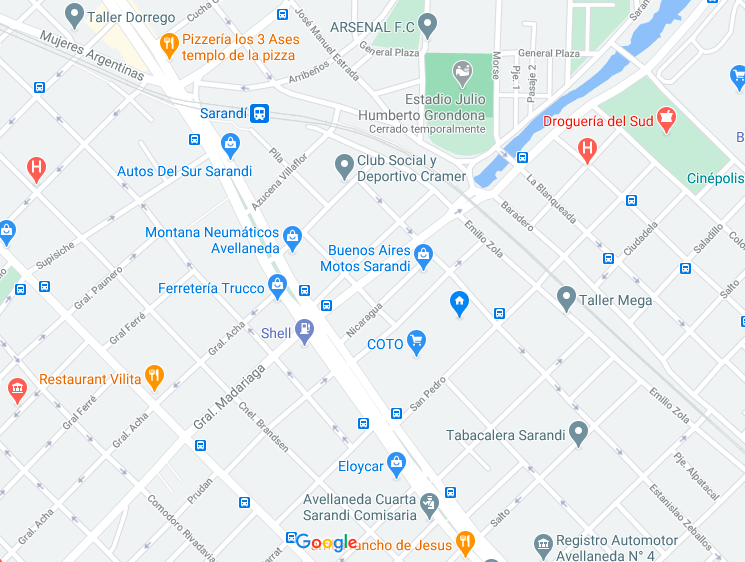 Taller Dorrego
ARSENAL F.C
Mujeres Argentinas
Pizzería los 3 Ases
templo de la pizza
José Manuel Estrada
General Plaza
General Plaza
Morse
Pje. 1
Pasaje 2
Arribeños
Estadio Julio
Humberto Grondona
Cerrado temporalmente
Sarandí
Droguería del Sud
H
Autos Del Sur Sarandi
Pila
Azucena Villaflor
Club Social y
Deportivo Cramer
H
La Blanqueada
Cinépolis
B
Montana Neumáticos
Avellaneda
Baradero
Emilio Zola
Ciudadela
Saladillo
Colo
Supisiche
Buenos Aires
Motos Sarandi
Gral. Paunero
Ferretería Trucco
Salto
Taller Mega
Gral Ferré
Gral. Acha
Shell
Nicaragua
COTO
Restaurant Vilita
Gral. Madariaga
San Pedro
Emilio Zola
Gral Ferré
Gral. Acha
Cnel. Brandsen
Tabacalera Sarandi
Eloycar
Pje. Alpatacal
Prudan
Avellaneda Cuarta
Sarandi Comisaria
Estanislao Zeballos
Gral. Acha
Comodoro Rivadavia
Salto
Google
ancho de Jesus
Registro Automotor
Avellaneda N° 4